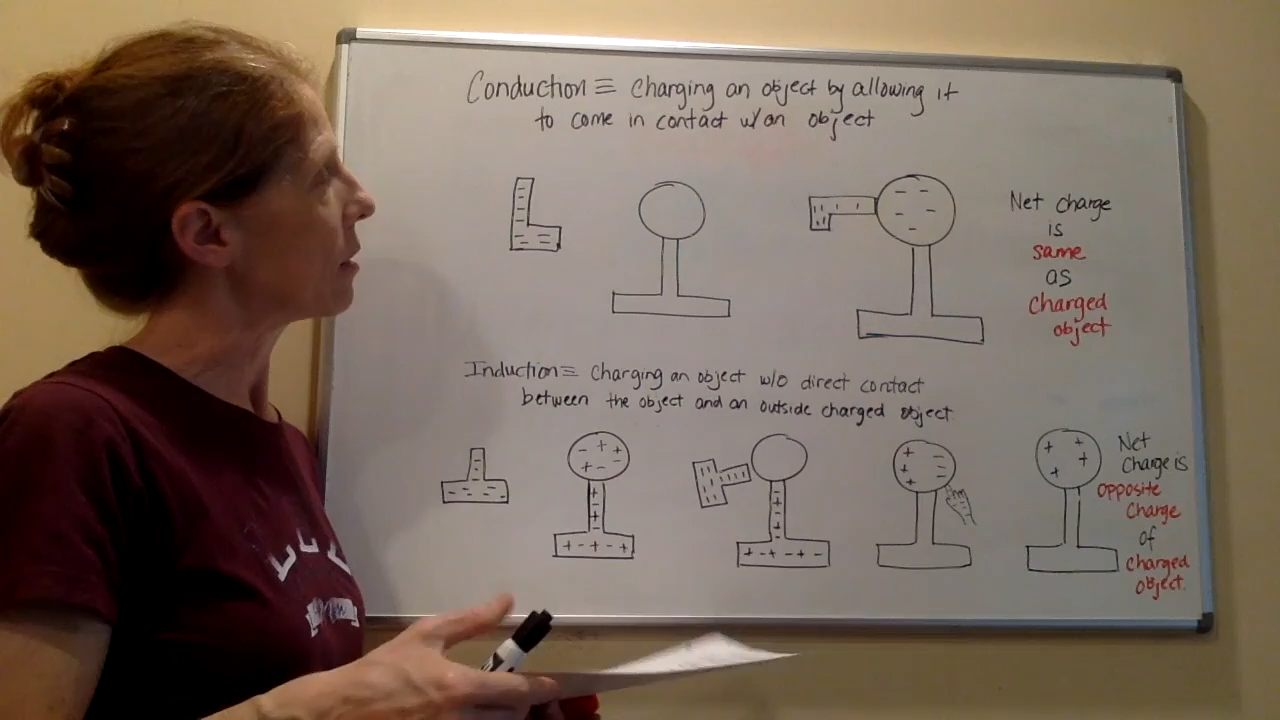 Conduction ≡ Charging an object by allowing it
to come in contact w/an object
Net charge
is
same
as
Charged
object
Induction ≡ Charging an object w/o direct contact
between the object and an outside charged object
Net
Charge is
opposite
Charge
of
Charged
object.